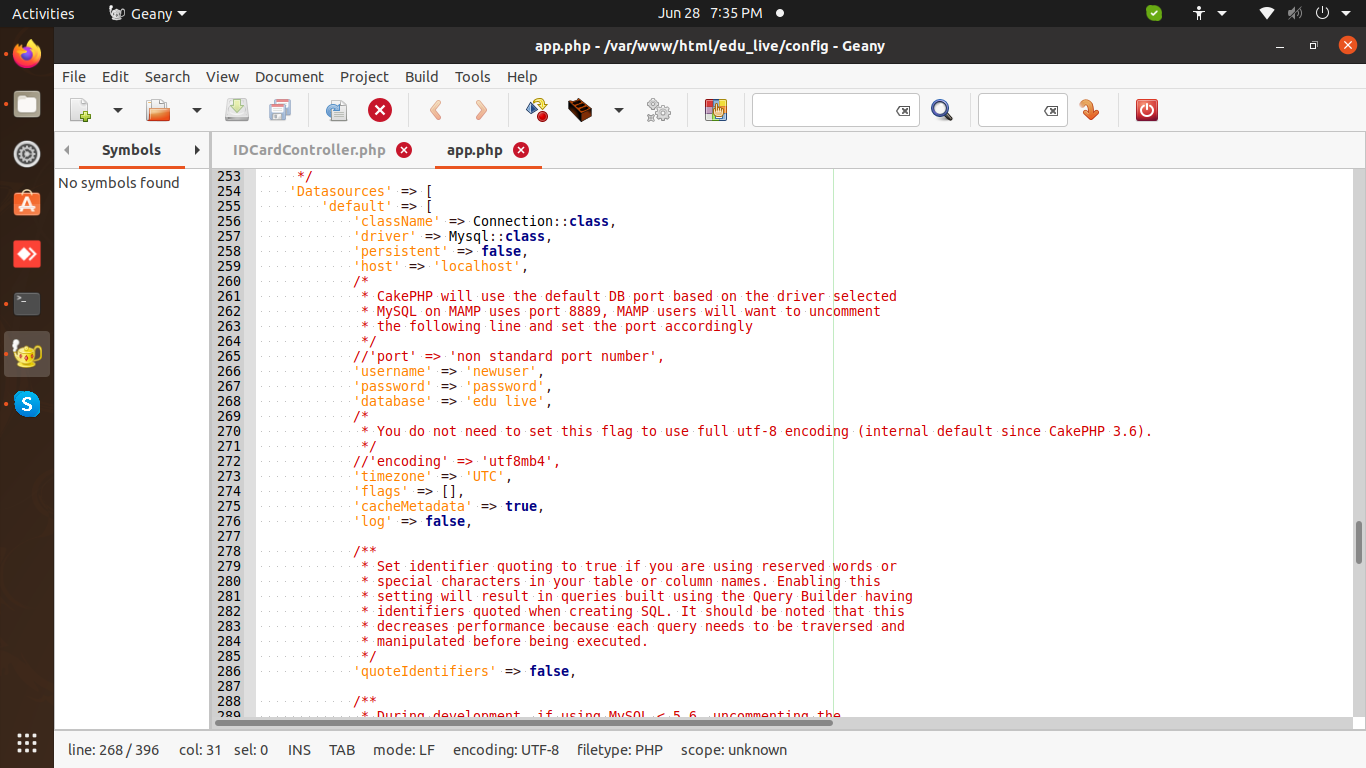 Activities
Geany
Jun 28 7:35 PM
app.php - /var/www/html/edu_live/config - Geany
File Edit Search View Document Project Build Tools Help
Symbols
IDCardController.php
app.php
No symbols found
253 */
254 'Datasources' => [
255 'default' => [
256 'className' => Connection::class,
257 'driver' => Mysql::class,
258 'persistent' => false,
259 'host' => 'localhost',
260 /*
261 * CakePHP will use the default DB port based on the driver selected
262 * MySQL on MAMP uses port 8889, MAMP users will want to uncomment
263 * the following line and set the port accordingly
264 */
265 //'port' => 'non standard port number',
266 'username' => 'newuser',
267 'password' => 'password',
268 'database' => 'edu live',
269 /*
270 * You do not need to set this flag to use full utf-8 encoding (internal default since CakePHP 3.6).
271 */
272 //'encoding' => 'utf8mb4',
273 'timezone' => 'UTC',
274 'flags' => [],
275 'cacheMetadata' => true,
276 'log' => false,
277
278 /**
279 * Set identifier quoting to true if you are using reserved words or
280 * special characters in your table or column names. Enabling this
281 * setting will result in queries built using the Query Builder having
282 * identifiers quoted when creating SQL. It should be noted that this
283 * decreases performance because each query needs to be traversed and
284 * manipulated before being executed.
285 */
286 'quoteIdentifiers' => false,
287
288 /**
289 * During development, if using MySQL < 5.6, uncommenting the
line: 268 / 396 col: 31 sel: 0 INS TAB mode: LF encoding: UTF-8 filetype: PHP scope: unknown